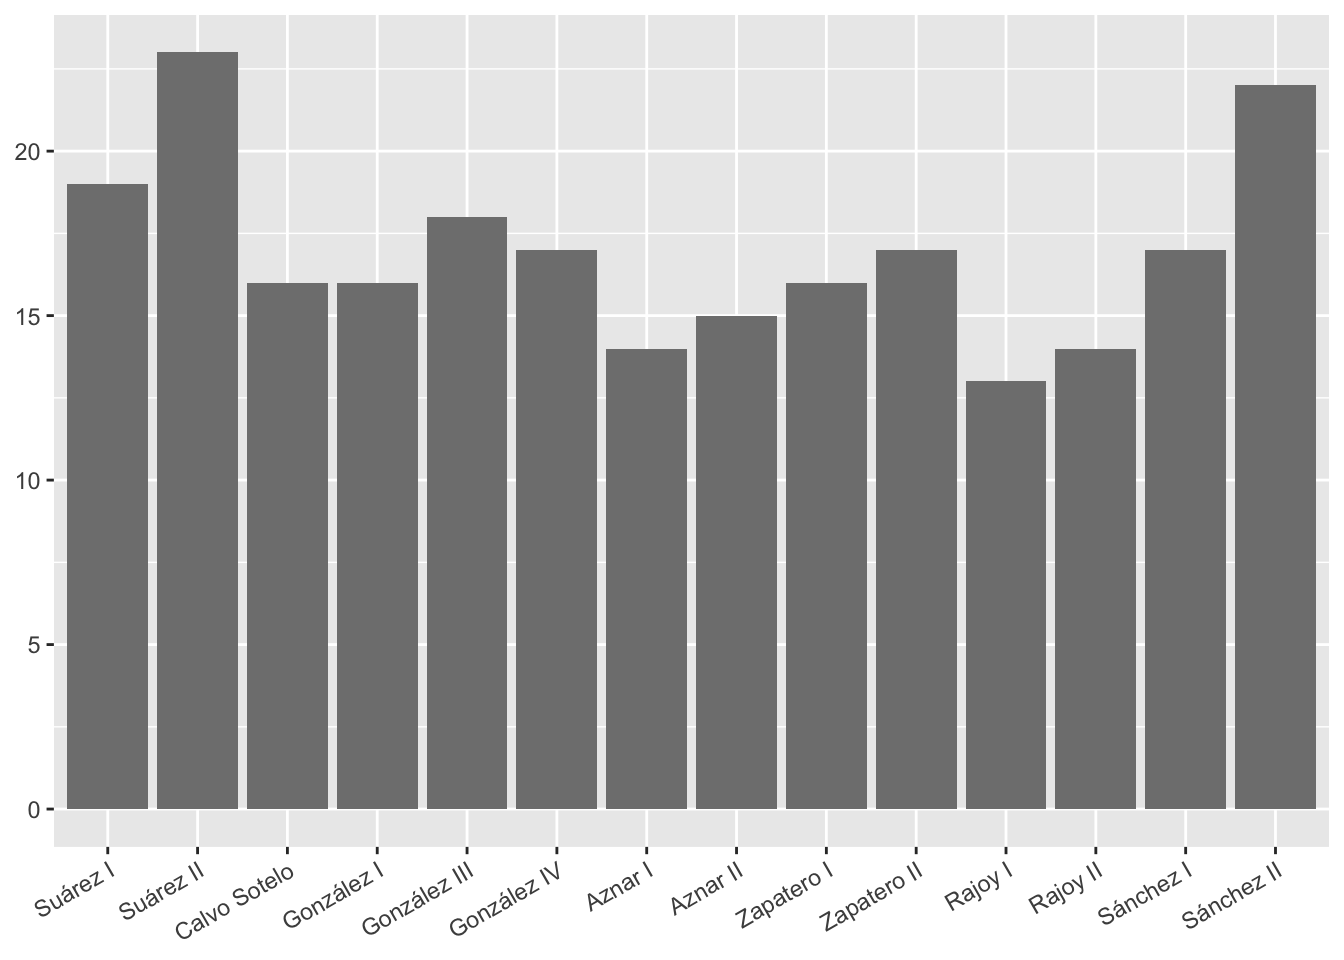 20
15
10
5
0
Suárez I
Suárez II
Calvo Sotelo
González I
González III
González IV
Aznar I
Aznar II
Zapatero I
Zapatero II
Rajoy I
Rajoy II
Sánchez I
Sánchez II